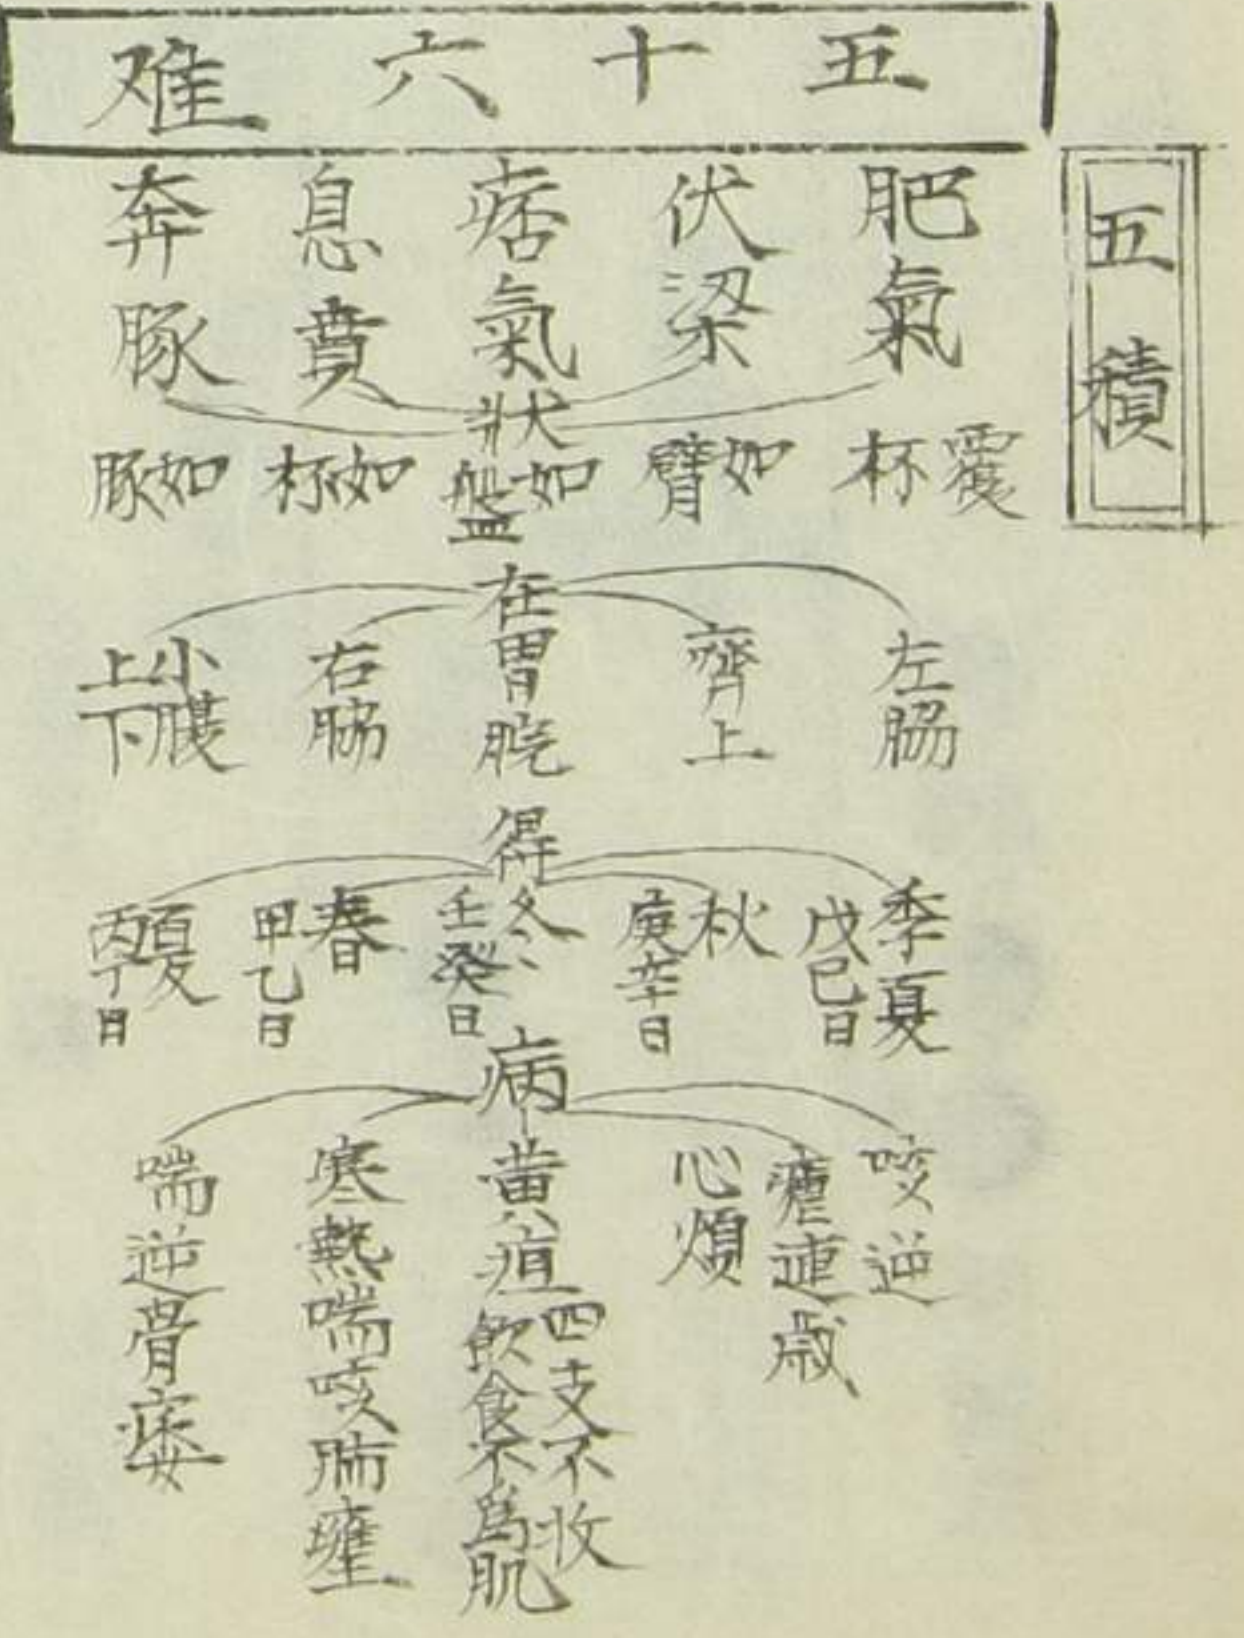 五十六难
五積
肥氣
伏梁
痞氣
息賁
奔豚
狀
覆杯
如臂
如盤
如杯
如豚
在
左脇
齊上
胃脘
右脇
小腹上下
得
季夏戊己日
秋庚辛日
冬壬癸日
春甲乙日
夏丙丁日
病
咳逆
瘧連歲
心煩
黄疸
四支不收
飲食不為肌
寒熱喘咳肺壅
喘逆骨痿